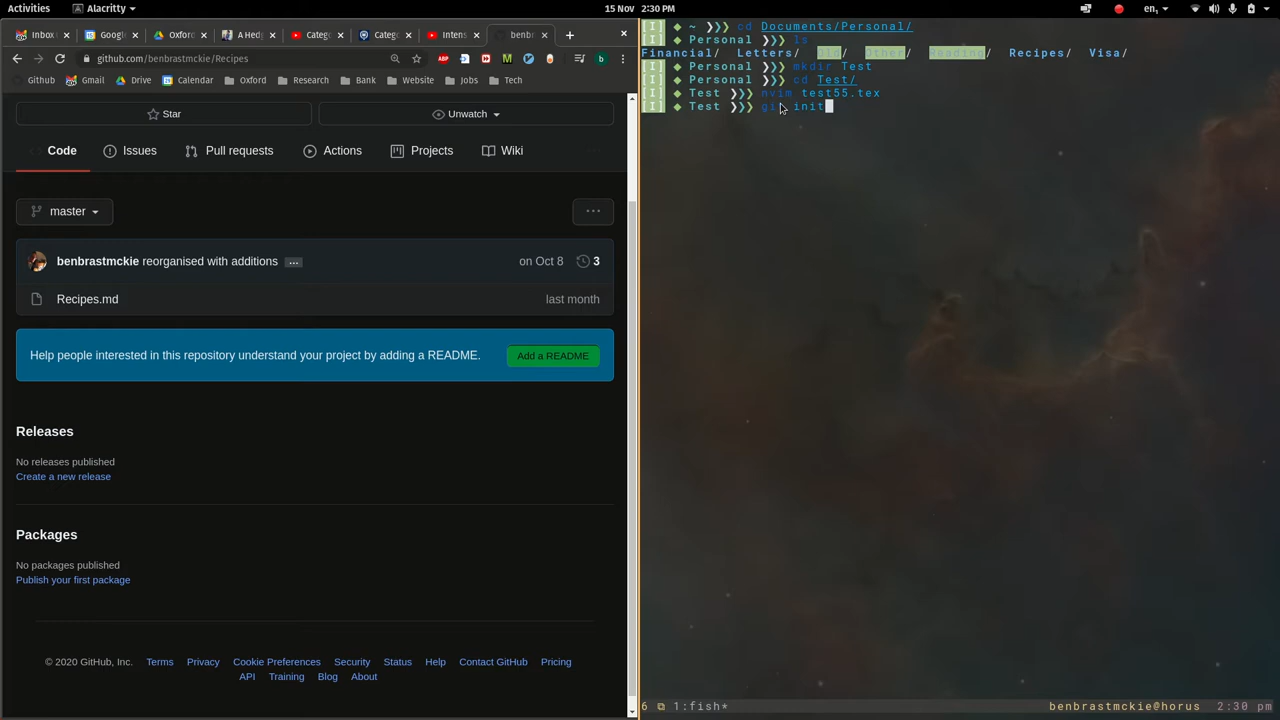 Activities Alacritty 15 Nov 2:30 PM en₁
Inbox Googl Oxfor A Hedg Categ Catego Intens benbr
github.com/benbrastmckie/Recipes
Github Gmail Drive Calendar Oxford Research Bank Blogs Jobs Tech
Star Unwatch
Code Issues Pull requests Actions Projects Wiki
master
benbrastmckie reorganised with additions on Oct 8 3
Recipes.md last month
Help people interested in this repository understand your project by adding a README. Add a README
Releases
No releases published
Create a new release
Packages
No packages published
Publish your first package
© 2020 GitHub, Inc. Terms Privacy Cookie Preferences Security Status Help Contact GitHub Pricing
API Training Blog About
[I] ◆ ~ ❯❯❯ cd Documents/Personal/
[I] ◆ Personal ❯❯❯ ls
Financial/ Letters/ Old/ Other/ Reading/ Recipes/ Visa/
[I] ◆ Personal ❯❯❯ mkdir Test
[I] ◆ Personal ❯❯❯ cd Test/
[I] ◆ Test ❯❯❯ nvim test55.tex
[I] ◆ Test ❯❯❯ git init
6 1:fish* benbrastmckie@horus 2:30 pm